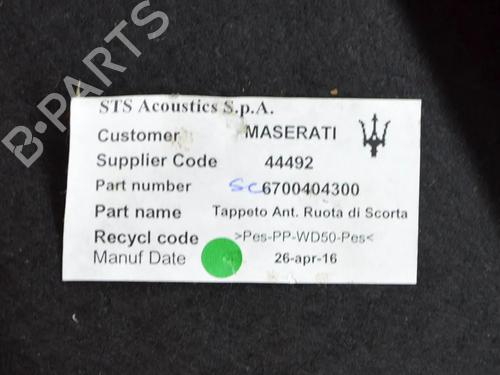 B-PARTS
STS Acoustics S.p.A.
Customer MASERATI
Supplier Code 44492
Part number SC6700404300
Part name Tappeto Ant. Ruota di Scorta
Recycl code >Pes-PP-WD50-Pes<
Manuf Date 26-apr-16